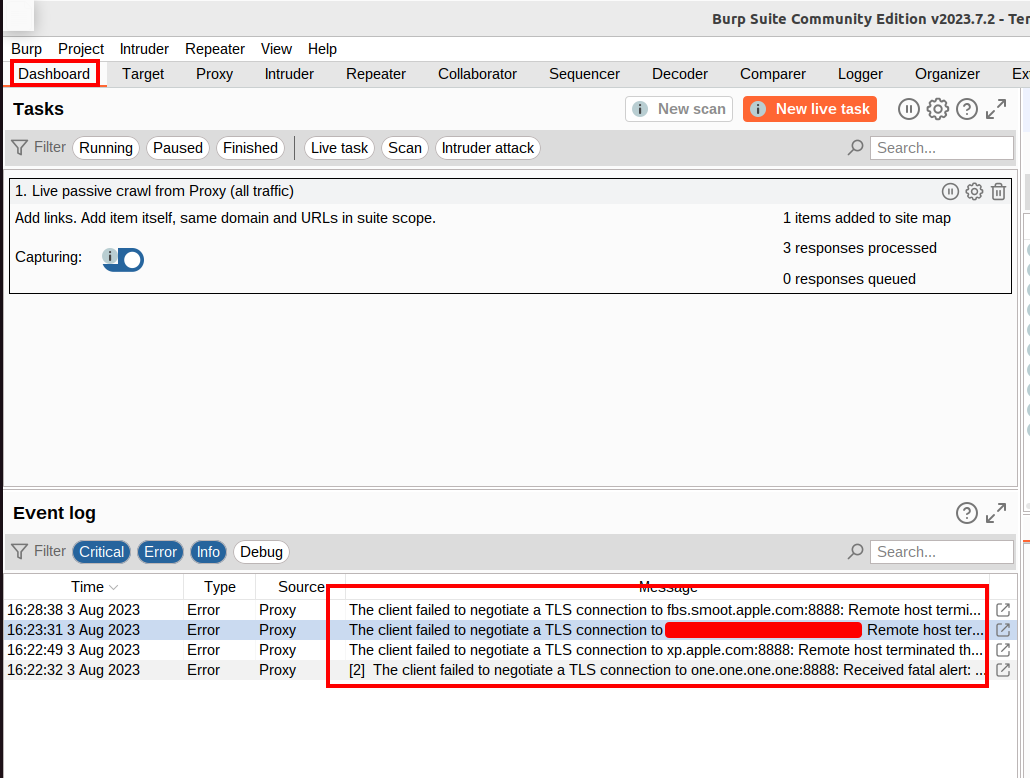 Burp Suite Community Edition v2023.7.2 - Ter
Burp Project Intruder Repeater View Help
Dashboard Target Proxy Intruder Repeater Collaborator Sequencer Decoder Comparer Logger Organizer Ex
Tasks
New scan New live task
Filter Running Paused Finished Live task Scan Intruder attack Search...
1. Live passive crawl from Proxy (all traffic)
Add links. Add item itself, same domain and URLs in suite scope. 1 items added to site map
3 responses processed
Capturing:
0 responses queued
Event log
Filter Critical Error Info Debug Search...
Time Type Source Message
16:28:38 3 Aug 2023 Error Proxy The client failed to negotiate a TLS connection to fbs.smoot.apple.com:8888: Remote host termi...
16:23:31 3 Aug 2023 Error Proxy The client failed to negotiate a TLS connection to Remote host ter...
16:22:49 3 Aug 2023 Error Proxy The client failed to negotiate a TLS connection to xp.apple.com:8888: Remote host terminated th...
16:22:32 3 Aug 2023 Error Proxy [2] The client failed to negotiate a TLS connection to one.one.one.one:8888: Received fatal alert: ...